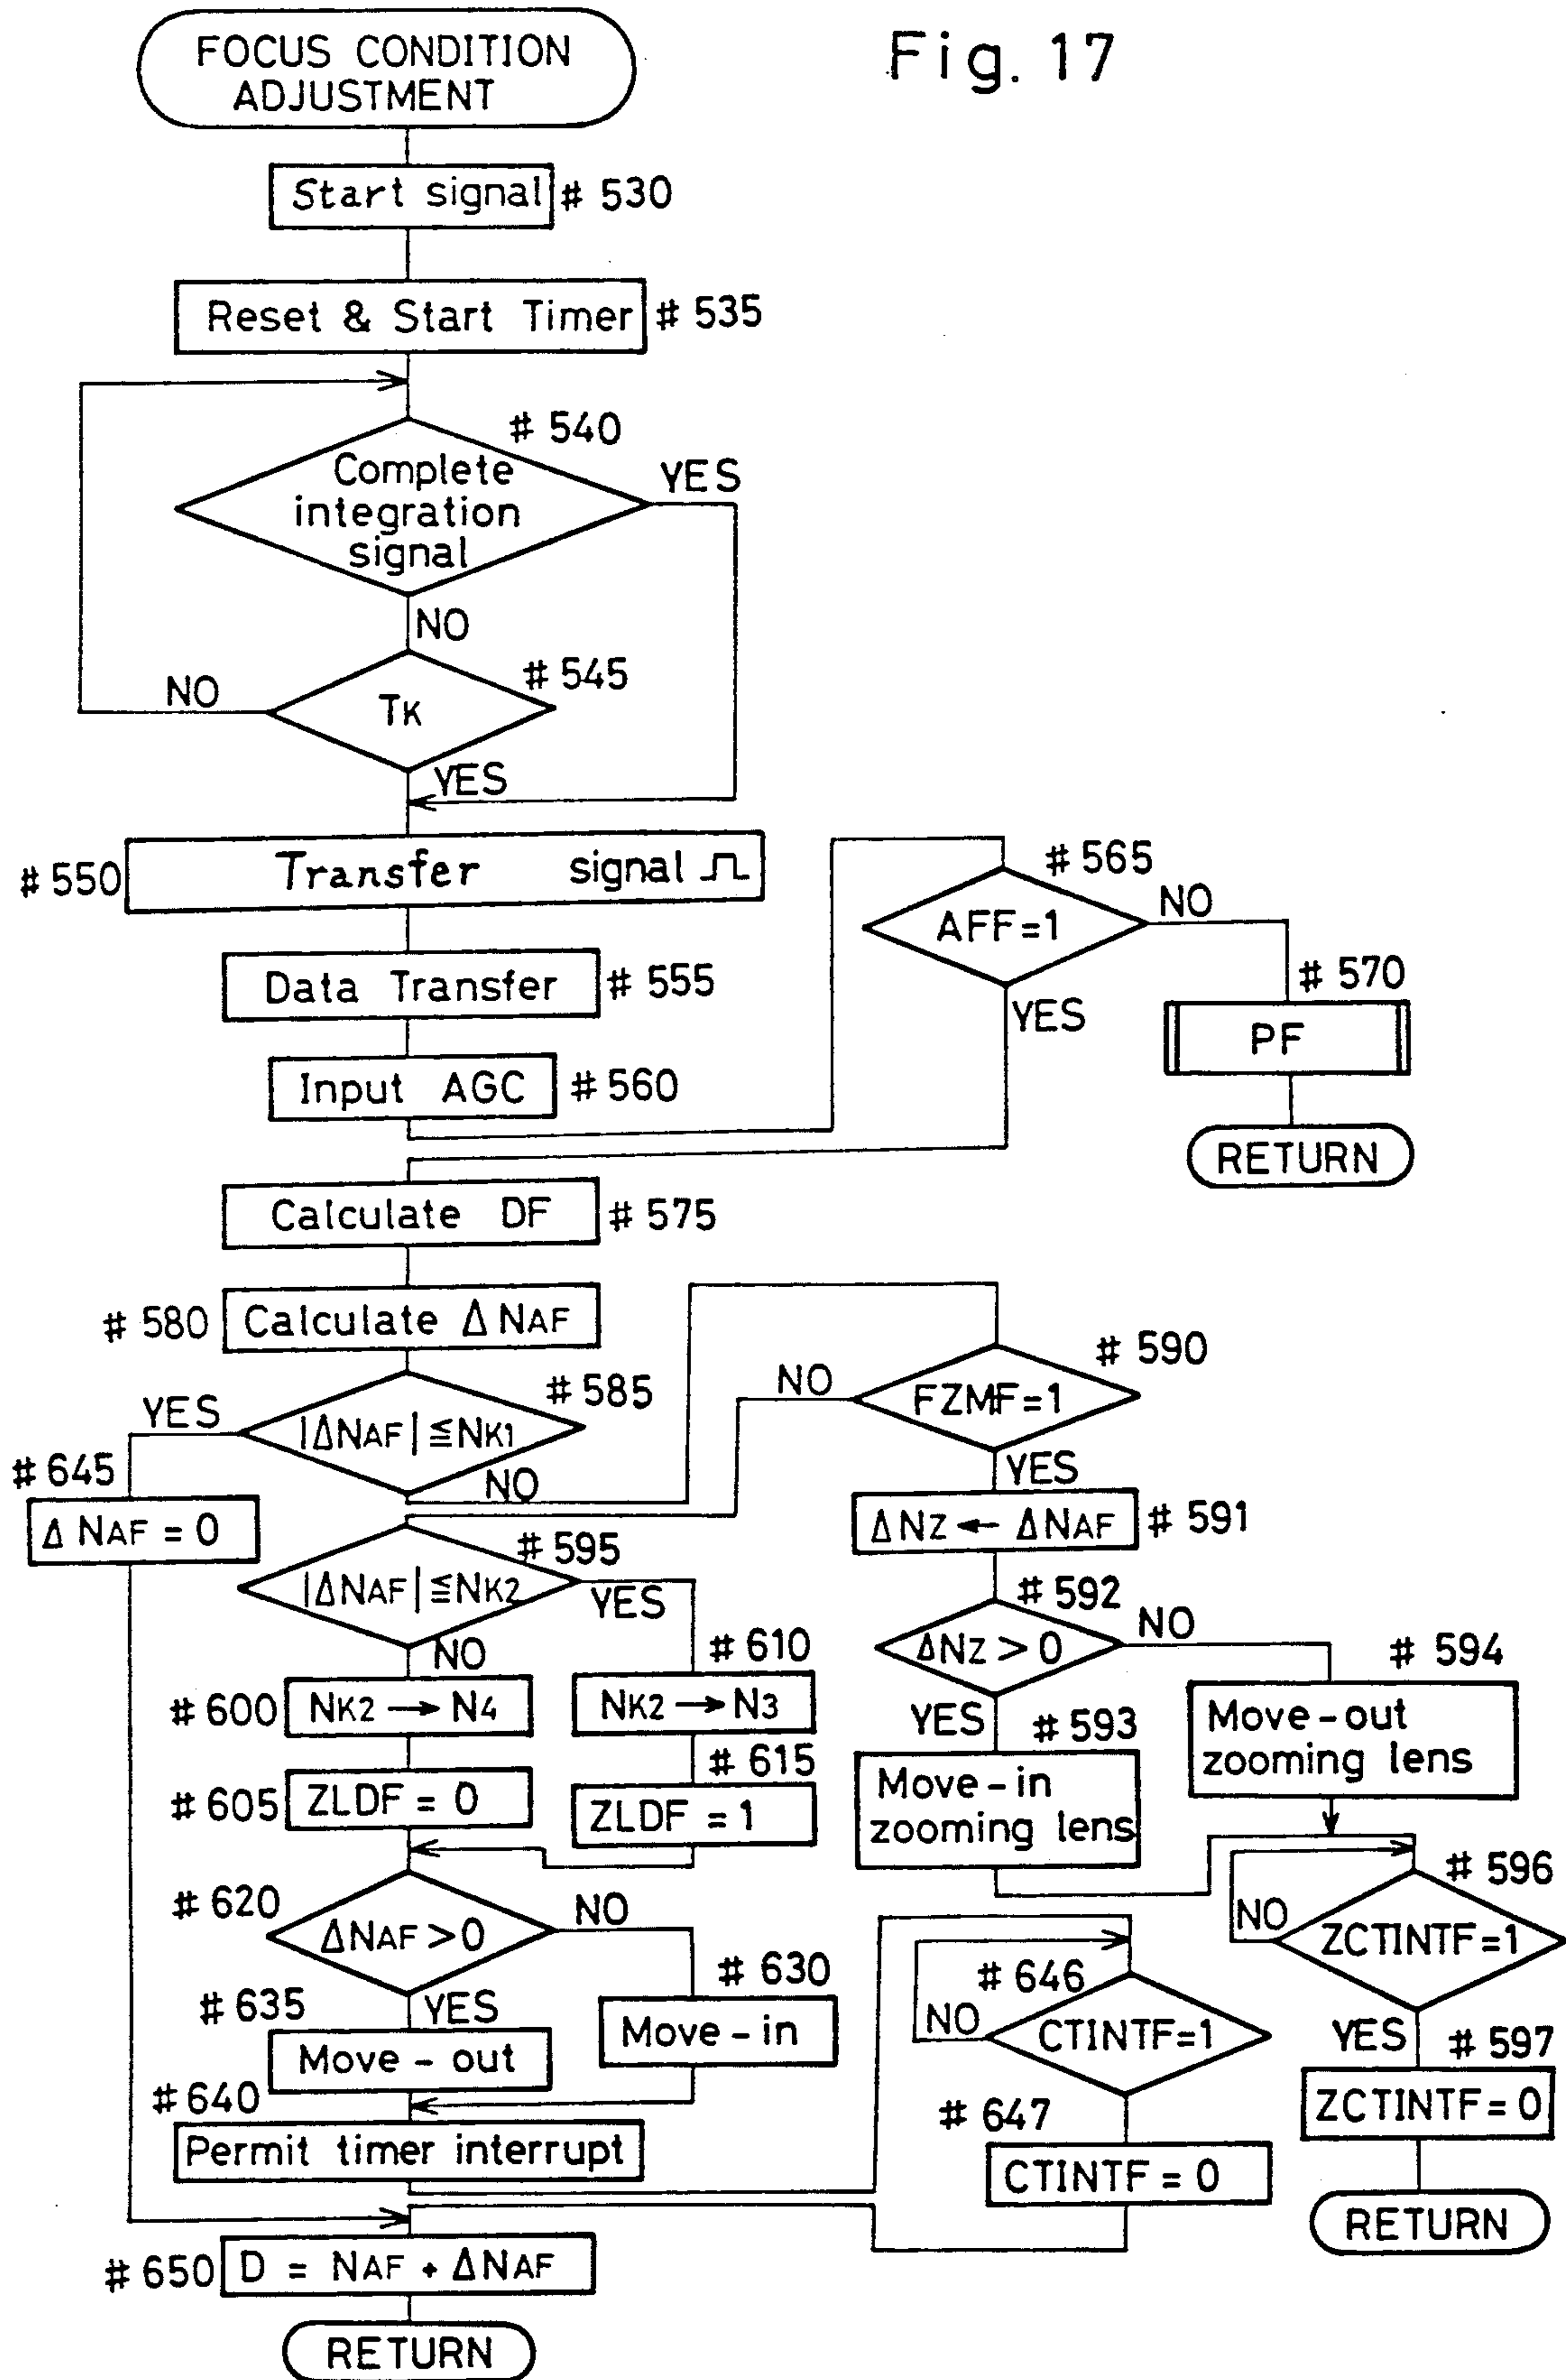 Fig. 17
FOCUS CONDITION
ADJUSTMENT
Start signal
# 530
Reset & Start Timer
# 535
# 540
Complete
integration
signal
YES
NO
# 545
TK
NO
YES
# 550
Transfer signal
Data Transfer
# 555
Input AGC
# 560
# 565
AFF=1
NO
YES
# 570
PF
RETURN
Calculate DF
# 575
# 580
Calculate Δ NAF
# 585
|ΔNAF| ≦ NK1
YES
NO
# 645
Δ NAF = 0
# 590
FZMF=1
NO
YES
ΔNZ ← ΔNAF
# 591
# 592
ΔNZ > 0
NO
YES
# 593
Move-in
zooming lens
# 594
Move-out
zooming lens
# 595
|ΔNAF| ≦ NK2
YES
NO
# 600
NK2 → N4
# 605
ZLDF = 0
# 610
NK2 → N3
# 615
ZLDF = 1
# 596
ZCTINTF=1
NO
YES
# 597
ZCTINTF = 0
RETURN
# 620
ΔNAF > 0
NO
YES
# 630
Move-in
# 635
Move-out
# 640
Permit timer interrupt
# 646
CTINTF=1
NO
# 647
CTINTF = 0
# 650
D = NAF + ΔNAF
RETURN